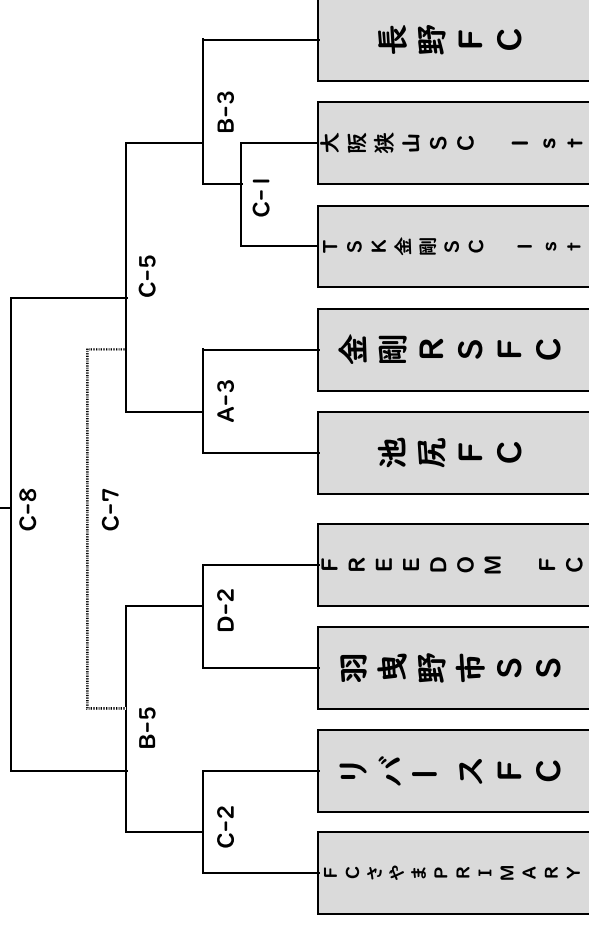 長野FC
大阪狭山SC 1st
TSK金剛SC 1st
金剛RSFC
池尻FC
FREEDOM FC
羽曳野市SS
リバースFC
FCさやまPRIMARY
B-3
C-1
C-5
A-3
C-8
C-7
D-2
B-5
C-2